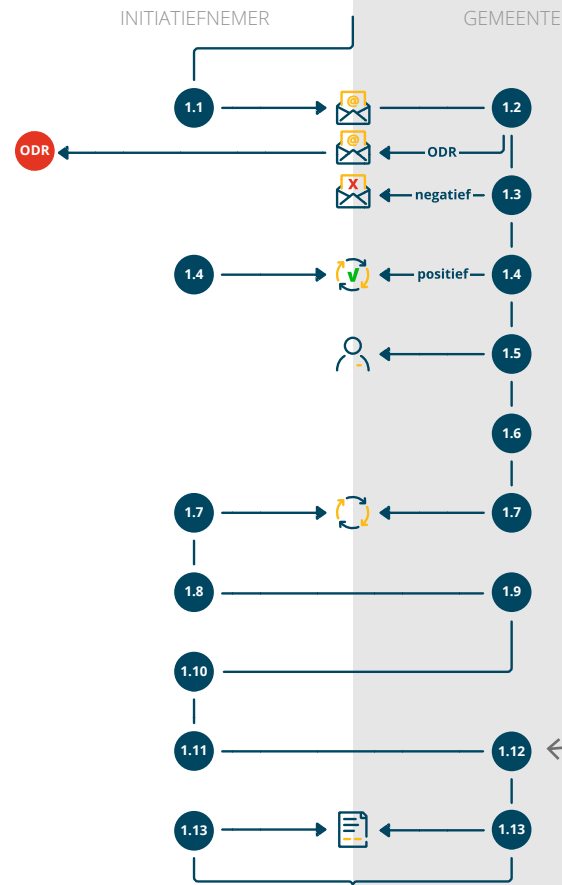 INITIATIEFNEMER GEMEENTE
1.1 @ 1.2
ODR @ ODR
X negatief 1.3
1.4 positief 1.4
1.5
1.6
1.7 1.7
1.8 1.9
1.10
1.11 1.12
1.13 1.13